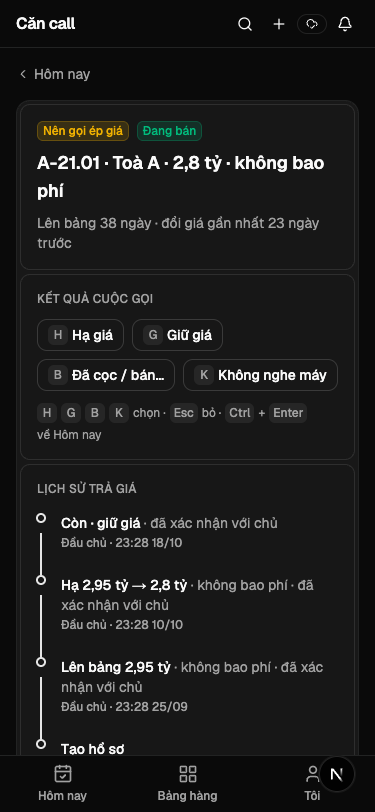 Căn call
Hôm nay
Nên gọi ép giá Đang bán
A-21.01 · Toà A · 2,8 tỷ · không bao
phí
Lên bảng 38 ngày · đổi giá gần nhất 23 ngày
trước
KẾT QUẢ CUỘC GỌI
H Hạ giá G Giữ giá
B Đã cọc / bán... K Không nghe máy
H G B K chọn · Esc bỏ · Ctrl + Enter
về Hôm nay
LỊCH SỬ TRẢ GIÁ
Còn · giữ giá · đã xác nhận với chủ
Đầu chủ · 23:28 18/10
Hạ 2,95 tỷ → 2,8 tỷ · không bao phí · đã
xác nhận với chủ
Đầu chủ · 23:28 10/10
Lên bảng 2,95 tỷ · không bao phí · đã xác
nhận với chủ
Đầu chủ · 23:28 25/09
Tạo hồ sơ
Hôm nay Bảng hàng Tôi N